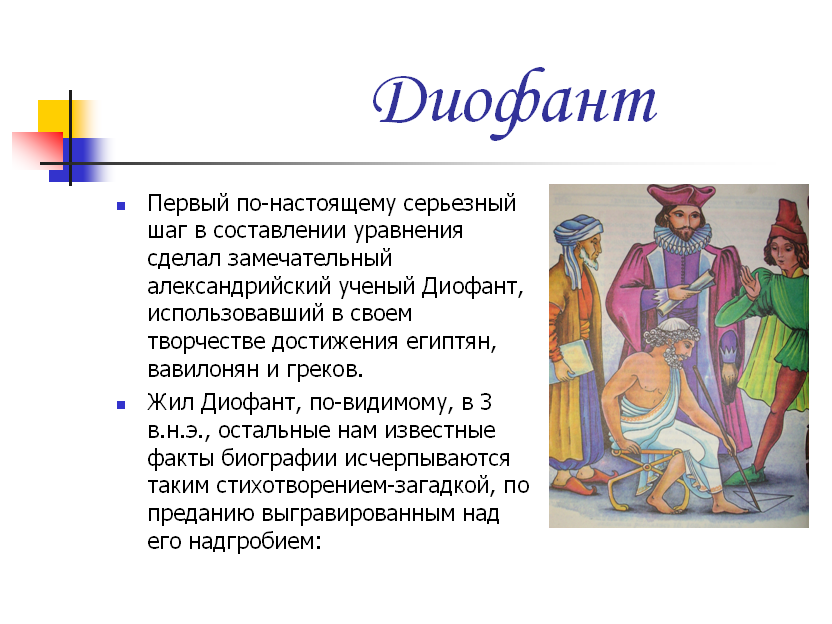 Диофант
Первый по-настоящему серьезный
шаг в составлении уравнения
сделал замечательный
александрийский ученый Диофант,
использовавший в своем
творчестве достижения египтян,
вавилонян и греков.
Жил Диофант, по-видимому, в 3
в.н.э., остальные нам известные
факты биографии исчерпываются
таким стихотворением-загадкой, по
преданию выгравированным над
его надгробием: